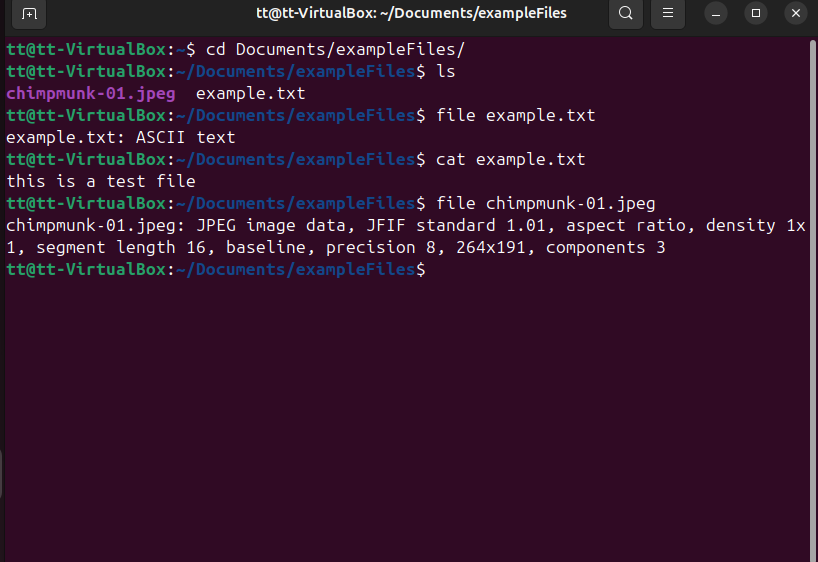 tt@tt-VirtualBox: ~/Documents/exampleFiles
tt@tt-VirtualBox:~$ cd Documents/exampleFiles/
tt@tt-VirtualBox:~/Documents/exampleFiles$ ls
chimpmunk-01.jpeg  example.txt
tt@tt-VirtualBox:~/Documents/exampleFiles$ file example.txt
example.txt: ASCII text
tt@tt-VirtualBox:~/Documents/exampleFiles$ cat example.txt
this is a test file
tt@tt-VirtualBox:~/Documents/exampleFiles$ file chimpmunk-01.jpeg
chimpmunk-01.jpeg: JPEG image data, JFIF standard 1.01, aspect ratio, density 1x
1, segment length 16, baseline, precision 8, 264x191, components 3
tt@tt-VirtualBox:~/Documents/exampleFiles$